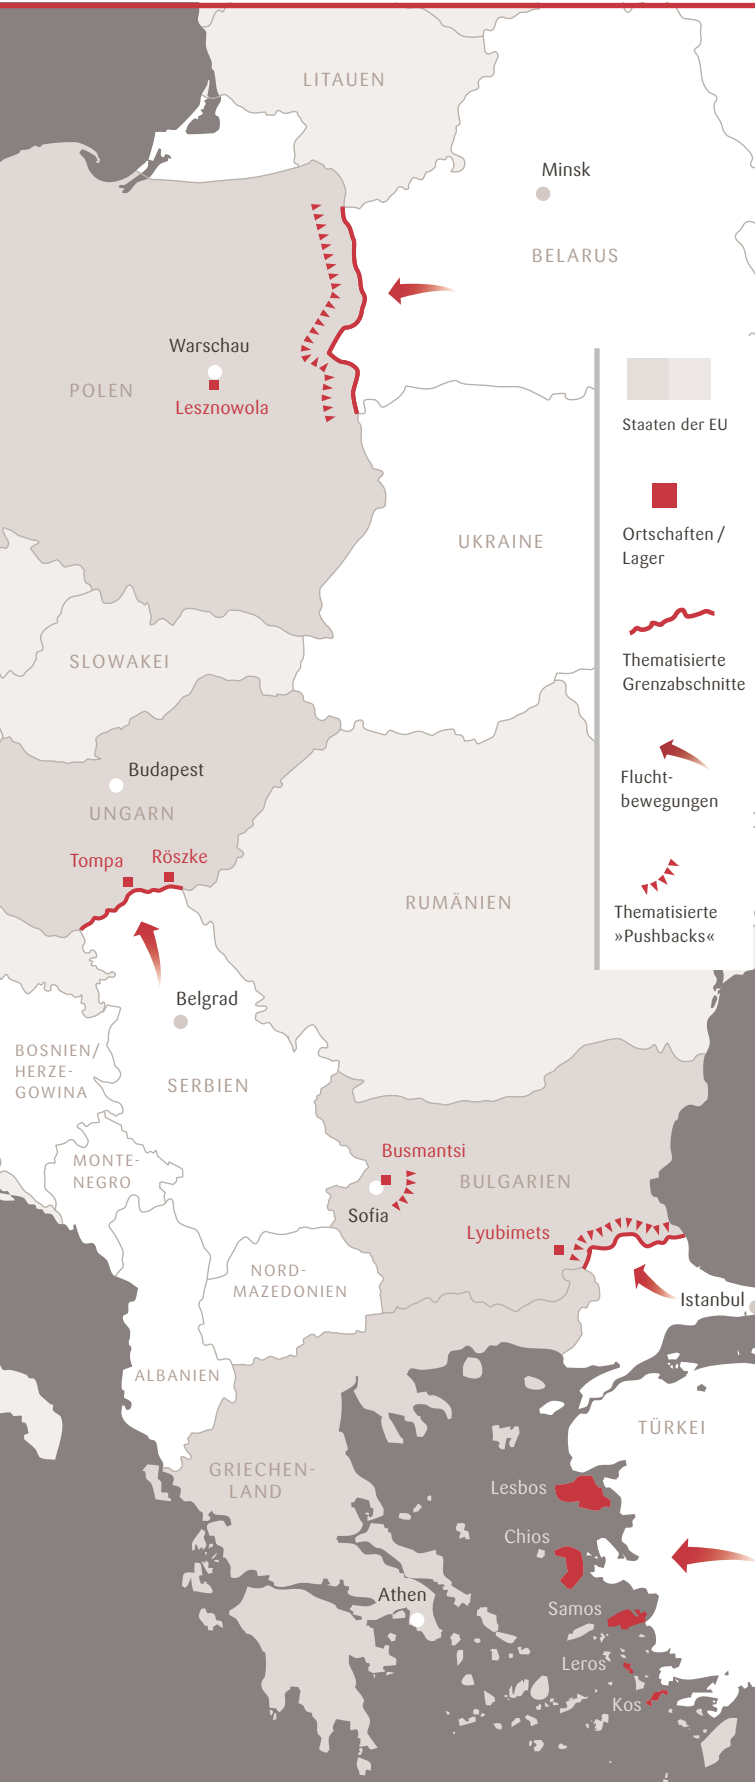 LITAUEN
Minsk
BELARUS
Warschau
POLEN
Lesznowola
Staaten der EU
Ortschaften /
Lager
UKRAINE
Thematisierte
Grenzabschnitte
SLOWAKEI
Flucht-
bewegungen
Budapest
UNGARN
Tompa
Röszke
Thematisierte
»Pushbacks«
RUMÄNIEN
Belgrad
BOSNIEN/
HERZE-
GOWINA
SERBIEN
MONTE-
NEGRO
Busmantsi
BULGARIEN
Sofia
Lyubimets
NORD-
MAZEDONIEN
Istanbul
ALBANIEN
TÜRKEI
GRIECHEN-
LAND
Lesbos
Chios
Athen
Samos
Leros
Kos